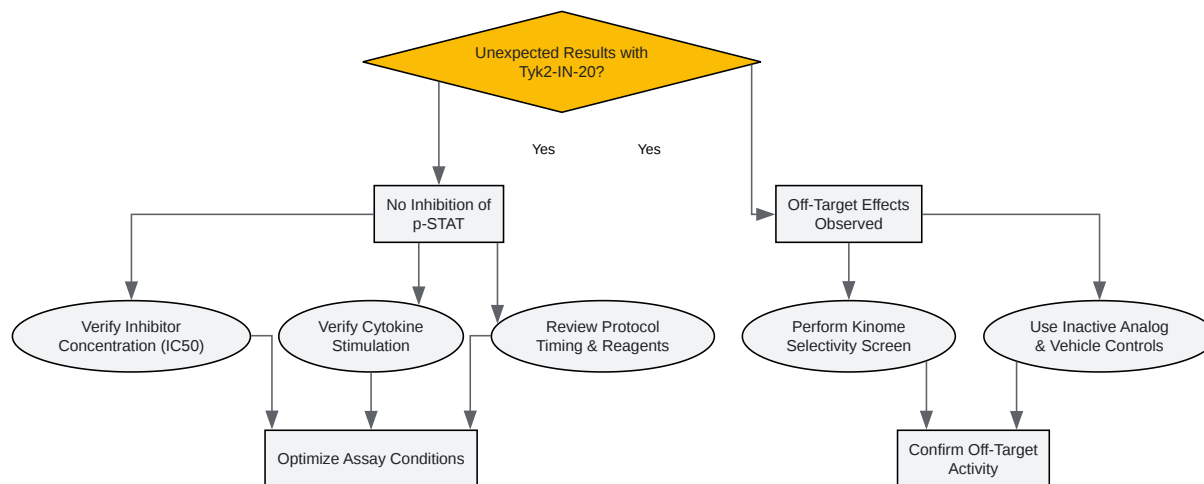 Unexpected Results with
Tyk2-IN-20?
Yes
Yes
No Inhibition of
p-STAT
Off-Target Effects
Observed
Verify Inhibitor
Concentration (IC50)
Verify Cytokine
Stimulation
Review Protocol
Timing & Reagents
Perform Kinome
Selectivity Screen
Use Inactive Analog
& Vehicle Controls
Optimize Assay Conditions
Confirm Off-Target
Activity